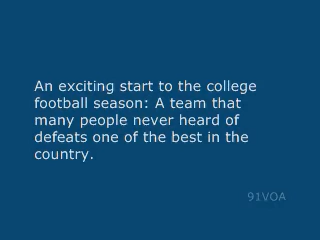 An exciting start to the college
football season: A team that
many people never heard of
defeats one of the best in the
country.
91VOA